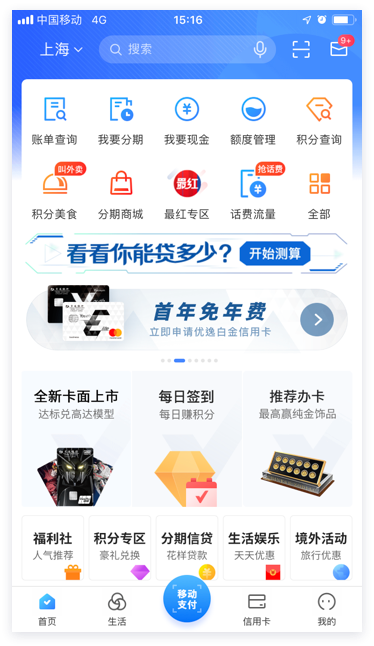 中国移动 4G 15:16
上海 搜索 9+
账单查询 我要分期 我要现金 额度管理 积分查询
叫外卖 最红 抢话费
积分美食 分期商城 最红专区 话费流量 全部
看看你能贷多少? 开始测算
首年免年费
立即申请优逸白金信用卡
全新卡面上市 每日签到 推荐办卡
达标兑高达模型 每日赚积分 最高赢纯金饰品
福利社 积分专区 分期信贷 生活娱乐 境外活动
人气推荐 豪礼兑换 花样贷款 天天优惠 旅行优惠
移动
支付
首页 生活 信用卡 我的